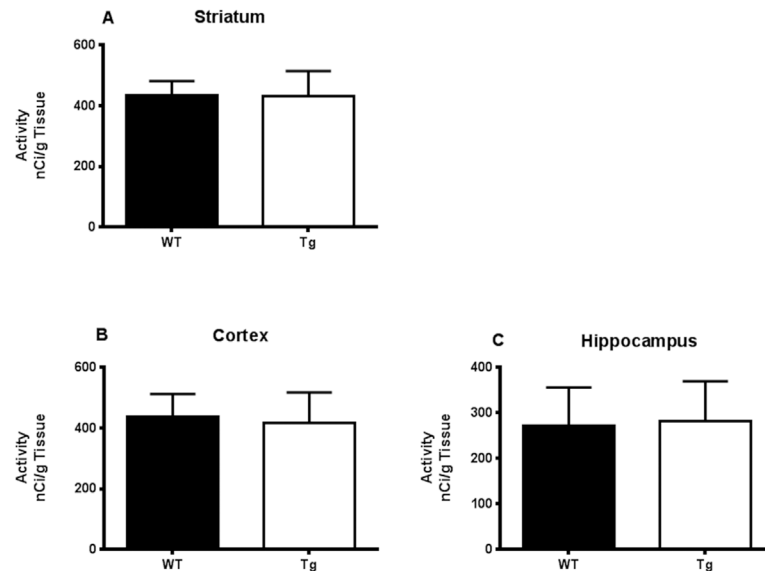 A
Striatum
600
400
200
0
Activity
nCi/g Tissue
WT
Tg
B
Cortex
600
400
200
0
Activity
nCi/g Tissue
WT
Tg
C
Hippocampus
400
300
200
100
0
Activity
nCi/g Tissue
WT
Tg